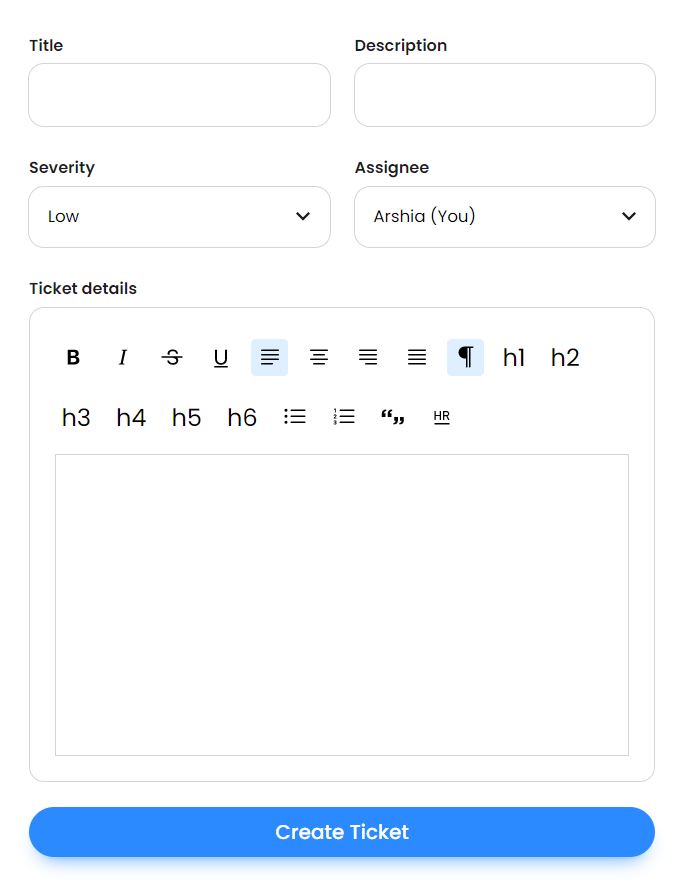 Title Description
Severity Assignee
Low Arshia (You)
Ticket details
B I S U ¶ h1 h2
h3 h4 h5 h6 “„ HR
Create Ticket